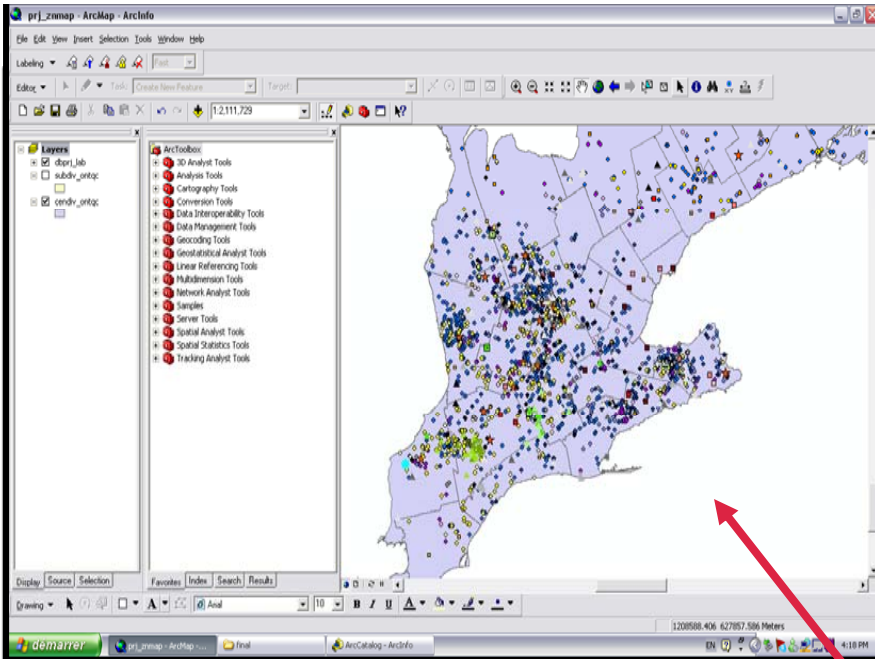 prj_znmap - ArcMap - ArcInfo
File Edit View Insert Selection Tools Window Help
Labeling Fast
Editor Task: Create New Feature Target:
1:2,111,729
Layers
dbprj_lab
subdiv_ontqc
cendiv_ontqc
ArcToolbox
3D Analyst Tools
Analysis Tools
Cartography Tools
Conversion Tools
Data Interoperability Tools
Data Management Tools
Geocoding Tools
Geostatistical Analyst Tools
Linear Referencing Tools
Multidimension Tools
Network Analyst Tools
Samples
Server Tools
Spatial Analyst Tools
Spatial Statistics Tools
Tracking Analyst Tools
Display Source Selection
Favorites Index Search Results
Drawing A Arial 10 B I U A
1208588.406 627857.586 Meters
démarrer prj_znmap - ArcMap -... final ArcCatalog - ArcInfo EN 4:18 PM